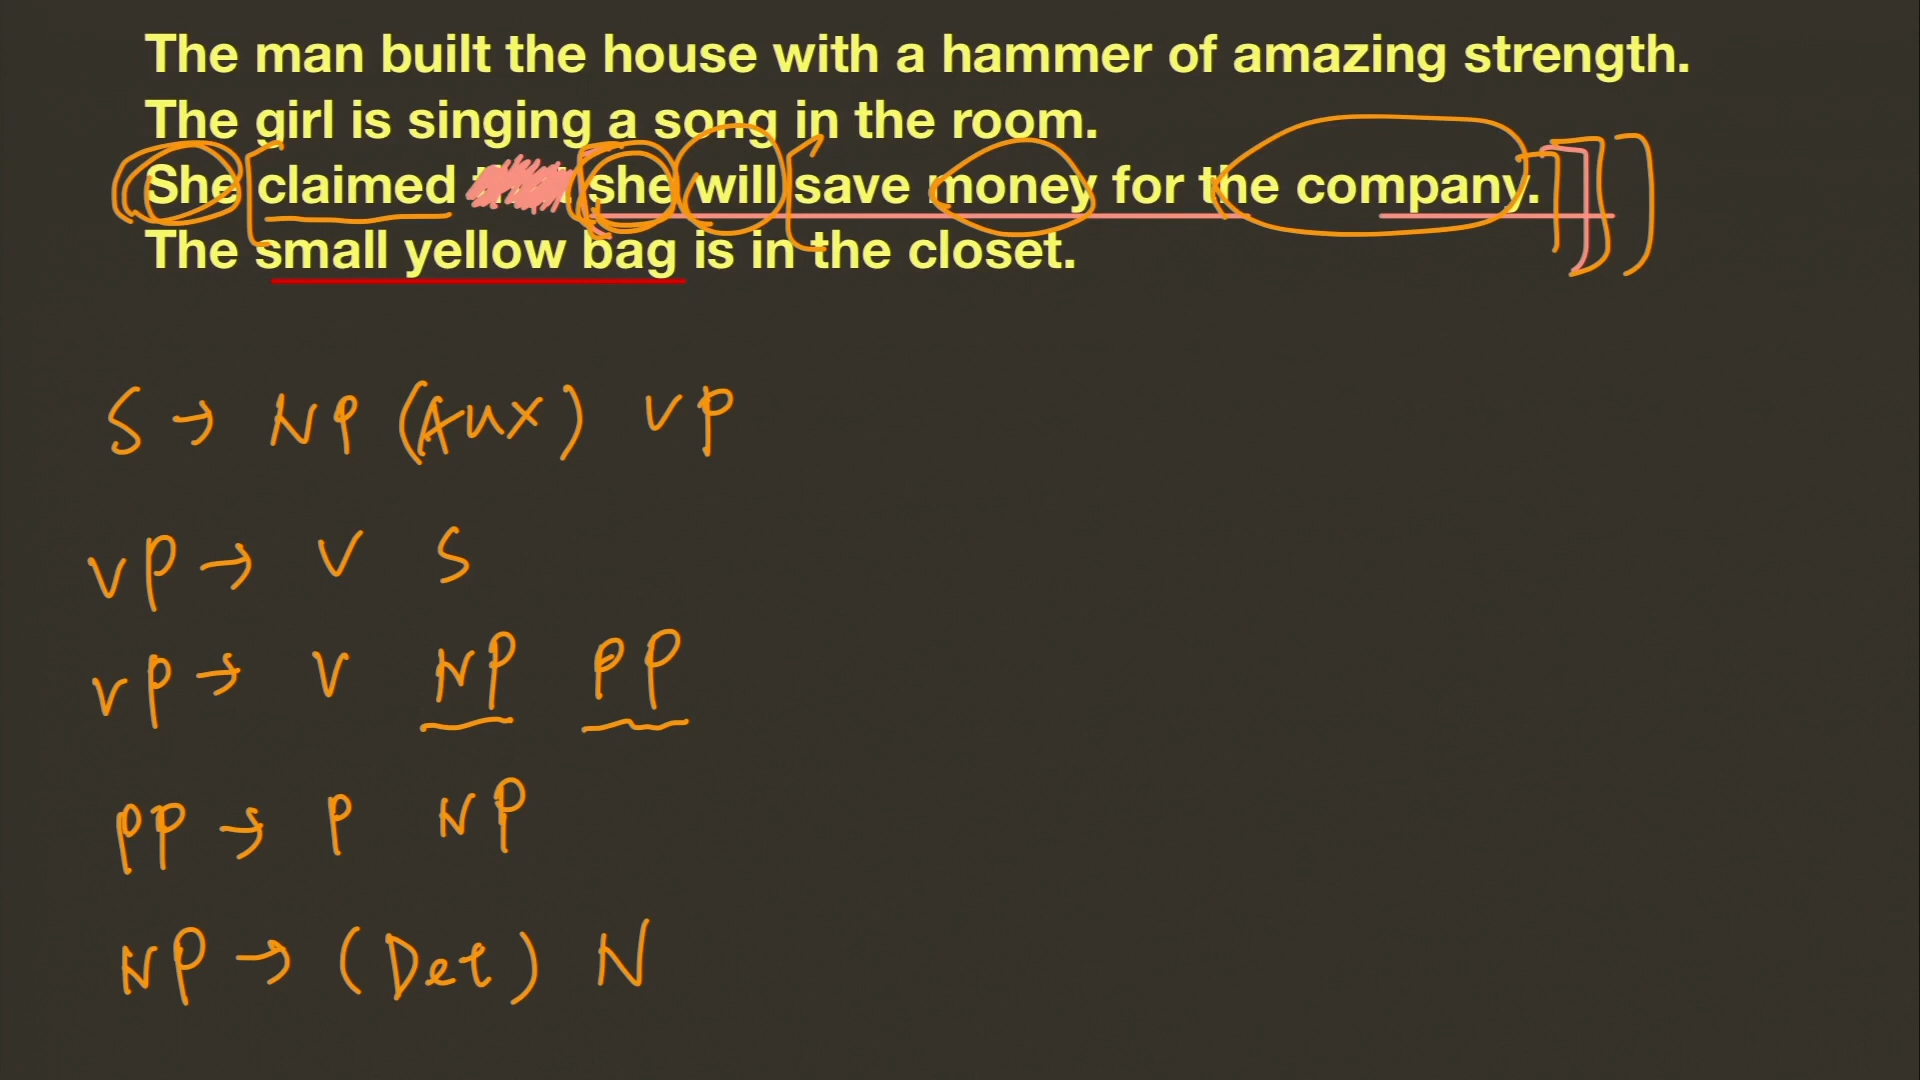 The man built the house with a hammer of amazing strength.
The girl is singing a song in the room.
She claimed she will save money for the company.
The small yellow bag is in the closet.
S → NP (Aux) VP
VP → V S
VP → V NP PP
PP → P NP
NP → (Det) N